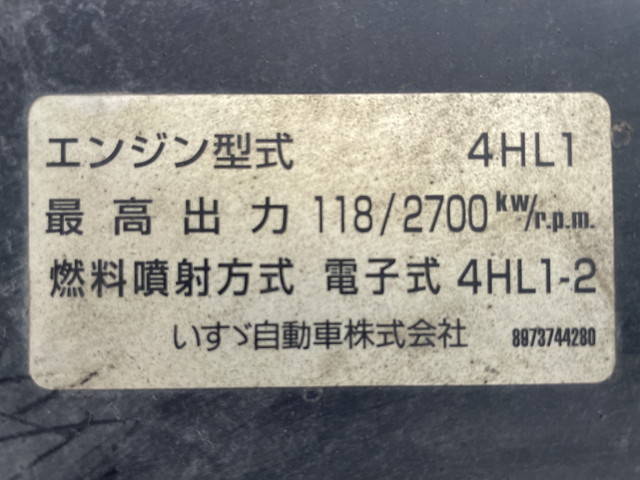 エンジン型式 4HL1
最高出力 118/2700 kW/r.p.m.
燃料噴射方式 電子式 4HL1-2
いすゞ自動車株式会社 8973744280